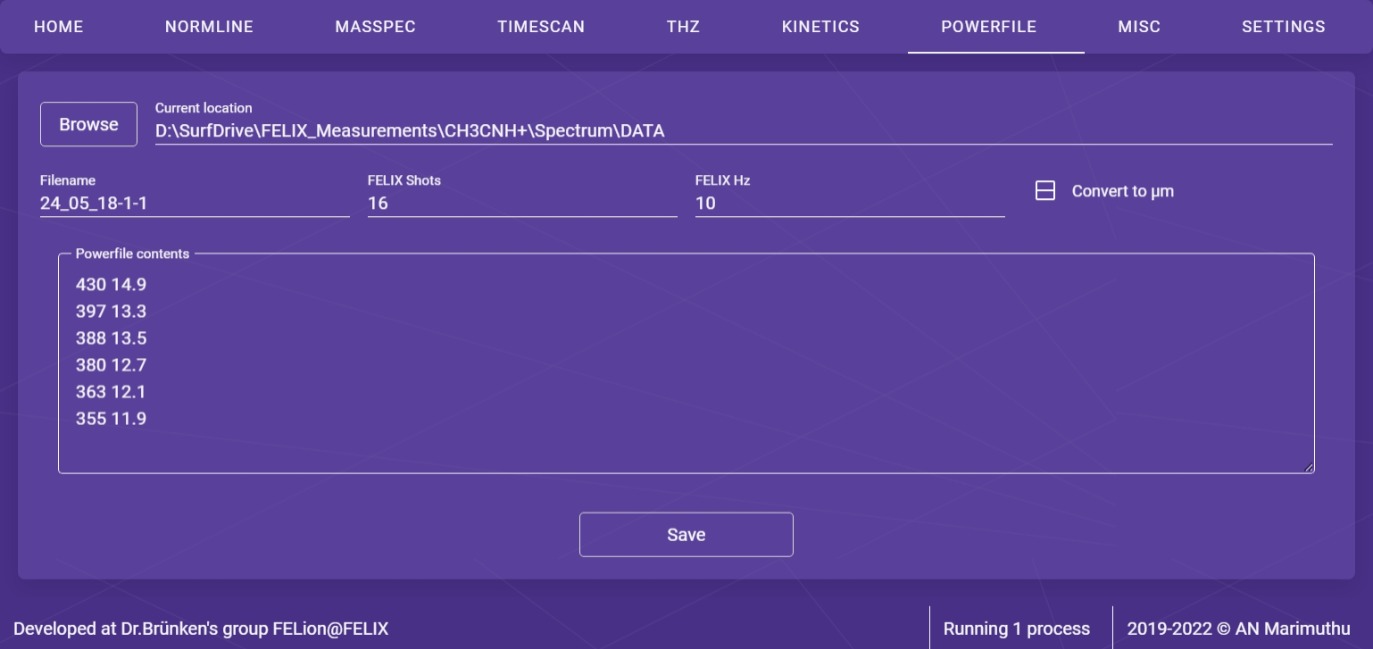 HOME NORMLINE MASSPEC TIMESCAN THZ KINETICS POWERFILE MISC SETTINGS
Browse
Current location
D:\SurfDrive\FELIX_Measurements\CH3CNH+\Spectrum\DATA
Filename FELIX Shots FELIX Hz
24_05_18-1-1 16 10
Convert to µm
Powerfile contents
430 14.9
397 13.3
388 13.5
380 12.7
363 12.1
355 11.9
Save
Developed at Dr.Brünken's group FELion@FELIX Running 1 process 2019-2022 © AN Marimuthu